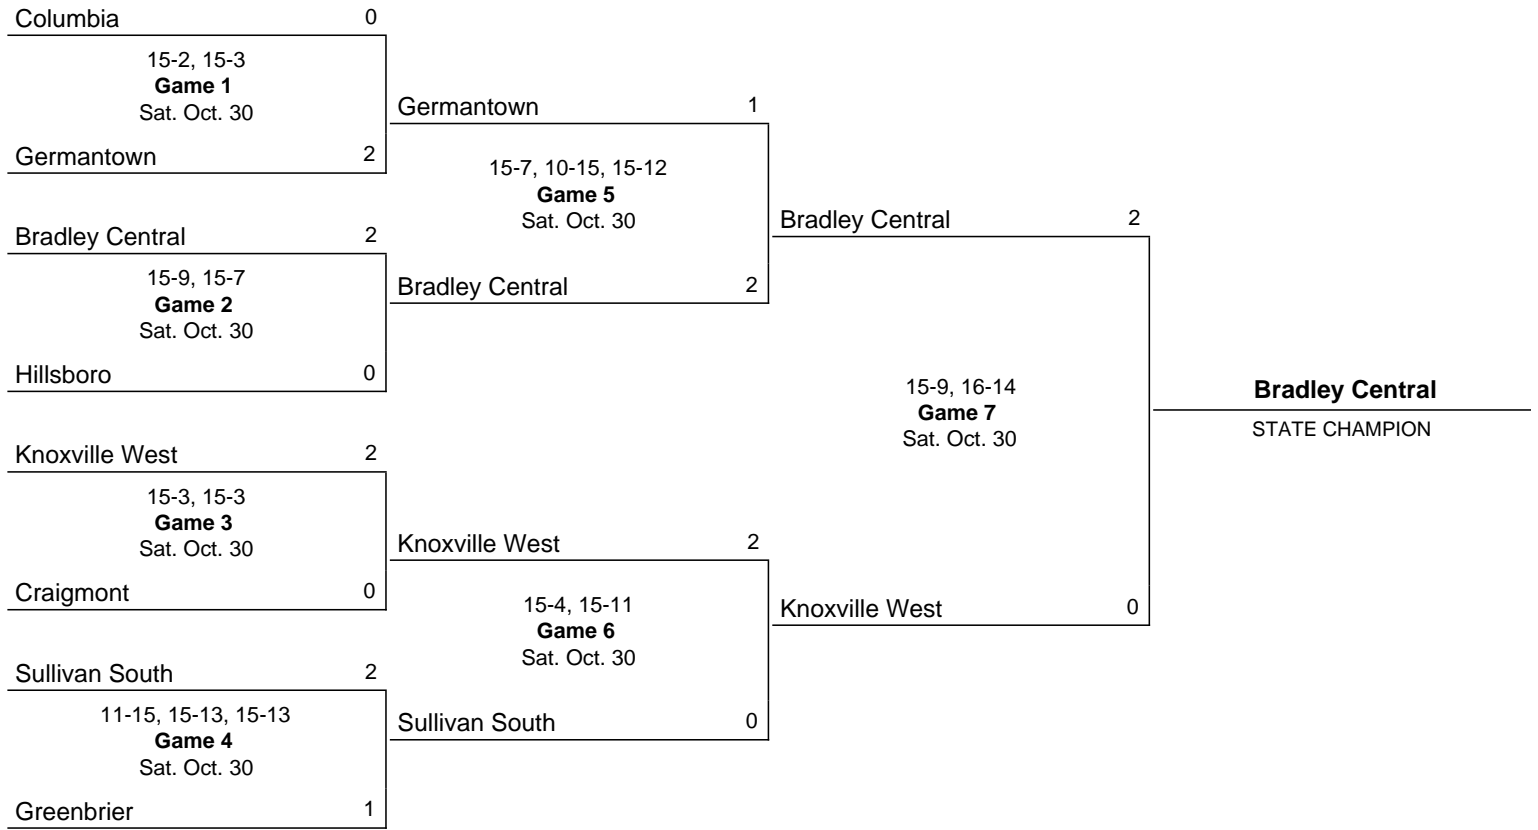 Columbia 0
15-2, 15-3
Game 1
Sat. Oct. 30
Germantown 2
Bradley Central 2
15-9, 15-7
Game 2
Sat. Oct. 30
Hillsboro 0
Knoxville West 2
15-3, 15-3
Game 3
Sat. Oct. 30
Craigmont 0
Sullivan South 2
11-15, 15-13, 15-13
Game 4
Sat. Oct. 30
Greenbrier 1
Germantown 1
15-7, 10-15, 15-12
Game 5
Sat. Oct. 30
Bradley Central 2
Knoxville West 2
15-4, 15-11
Game 6
Sat. Oct. 30
Sullivan South 0
Bradley Central 2
15-9, 16-14
Game 7
Sat. Oct. 30
Knoxville West 0
Bradley Central
STATE CHAMPION